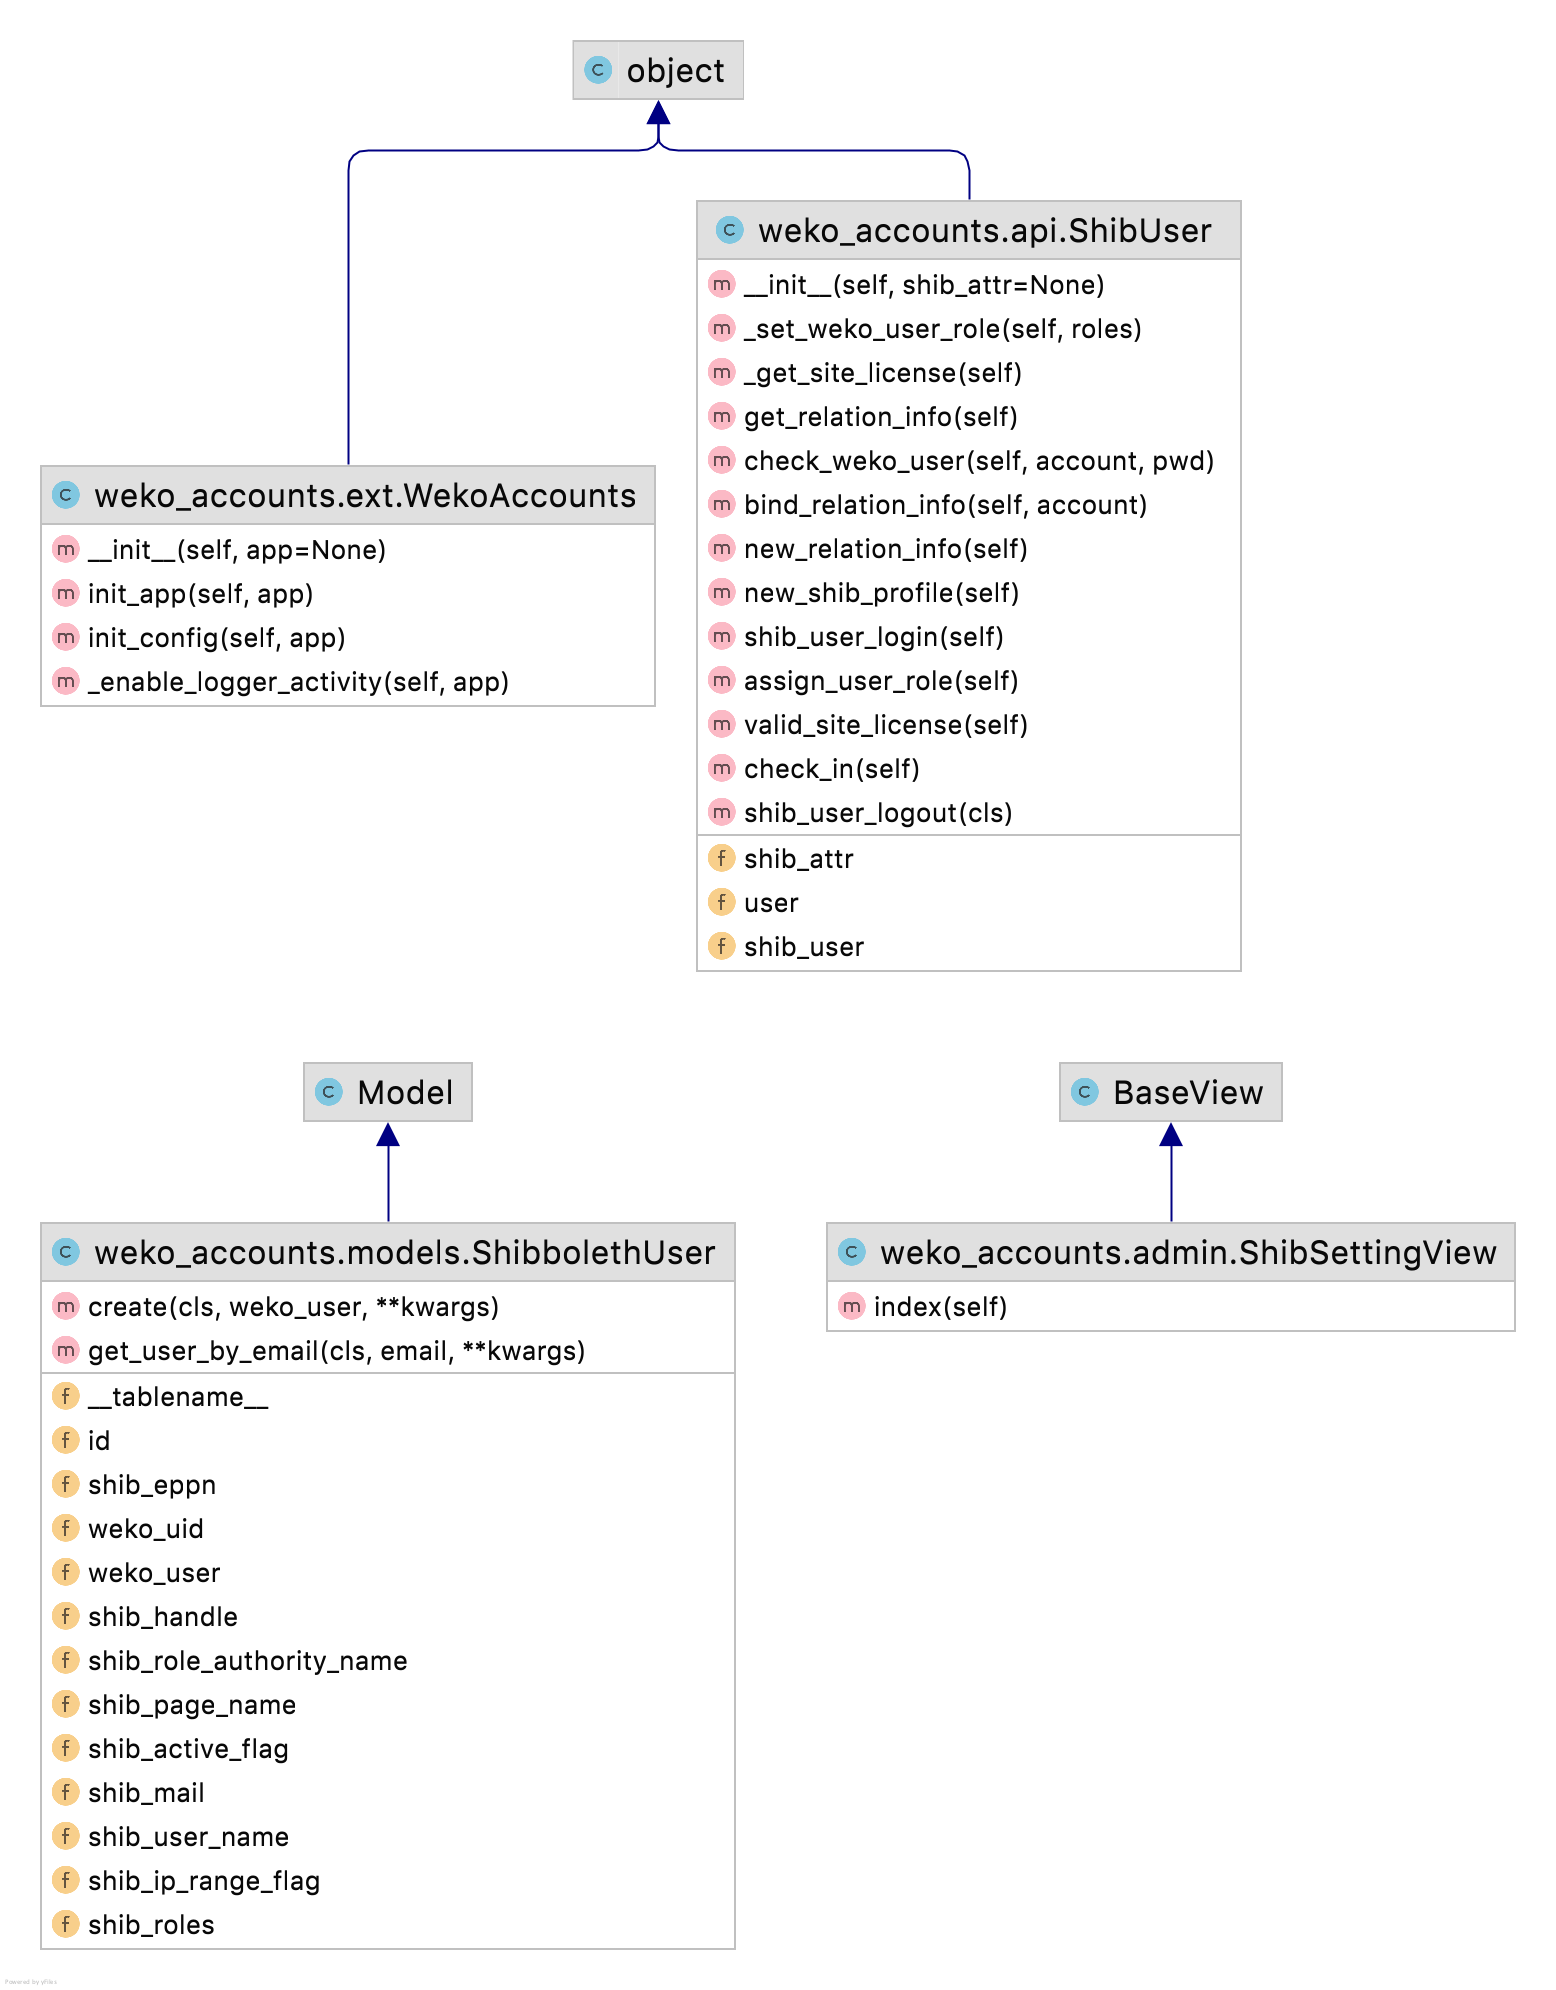 object
weko_accounts.api.ShibUser
__init__(self, shib_attr=None)
_set_weko_user_role(self, roles)
_get_site_license(self)
get_relation_info(self)
check_weko_user(self, account, pwd)
bind_relation_info(self, account)
new_relation_info(self)
new_shib_profile(self)
shib_user_login(self)
assign_user_role(self)
valid_site_license(self)
check_in(self)
shib_user_logout(cls)
shib_attr
user
shib_user
weko_accounts.ext.WekoAccounts
__init__(self, app=None)
init_app(self, app)
init_config(self, app)
_enable_logger_activity(self, app)
Model
weko_accounts.models.ShibbolethUser
create(cls, weko_user, **kwargs)
get_user_by_email(cls, email, **kwargs)
__tablename__
id
shib_eppn
weko_uid
weko_user
shib_handle
shib_role_authority_name
shib_page_name
shib_active_flag
shib_mail
shib_user_name
shib_ip_range_flag
shib_roles
BaseView
weko_accounts.admin.ShibSettingView
index(self)
Powered by yFiles